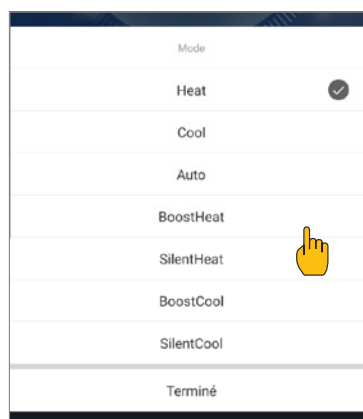 Mode
Heat
Cool
Auto
BoostHeat
SilentHeat
BoostCool
SilentCool
Terminé